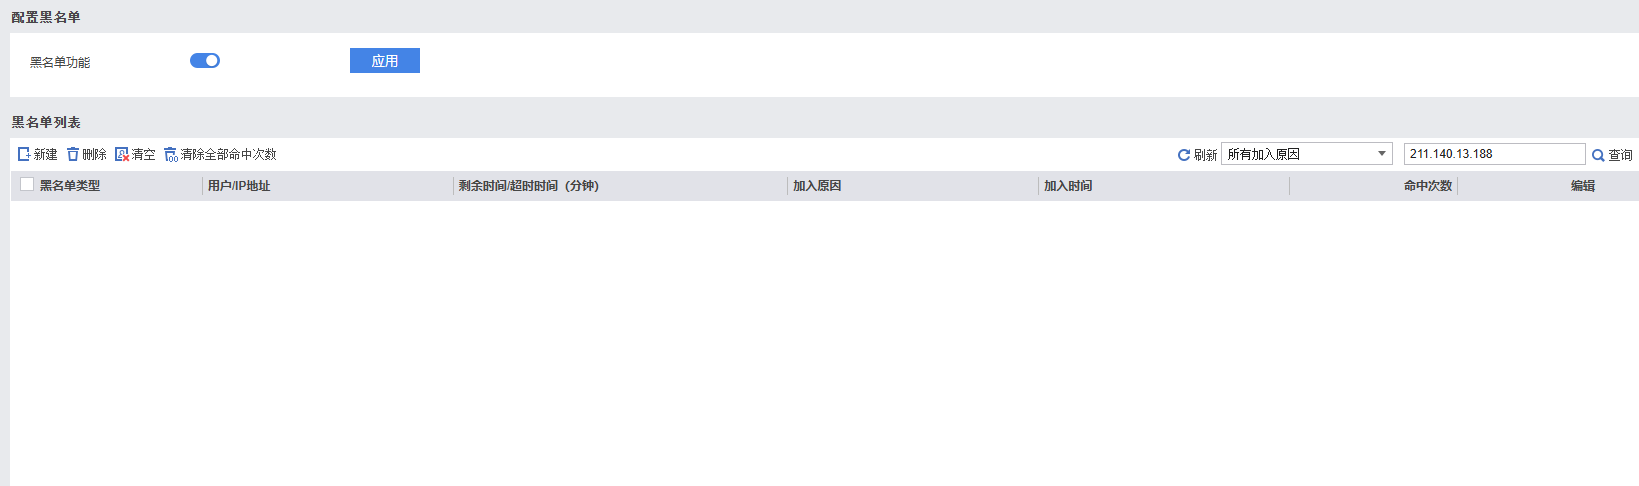 配置黑名单
黑名单功能 应用
黑名单列表
新建 删除 清空 清除全部命中次数 刷新 所有加入原因 211.140.13.188 查询
黑名单类型 用户/IP地址 剩余时间/超时时间（分钟） 加入原因 加入时间 命中次数 编辑